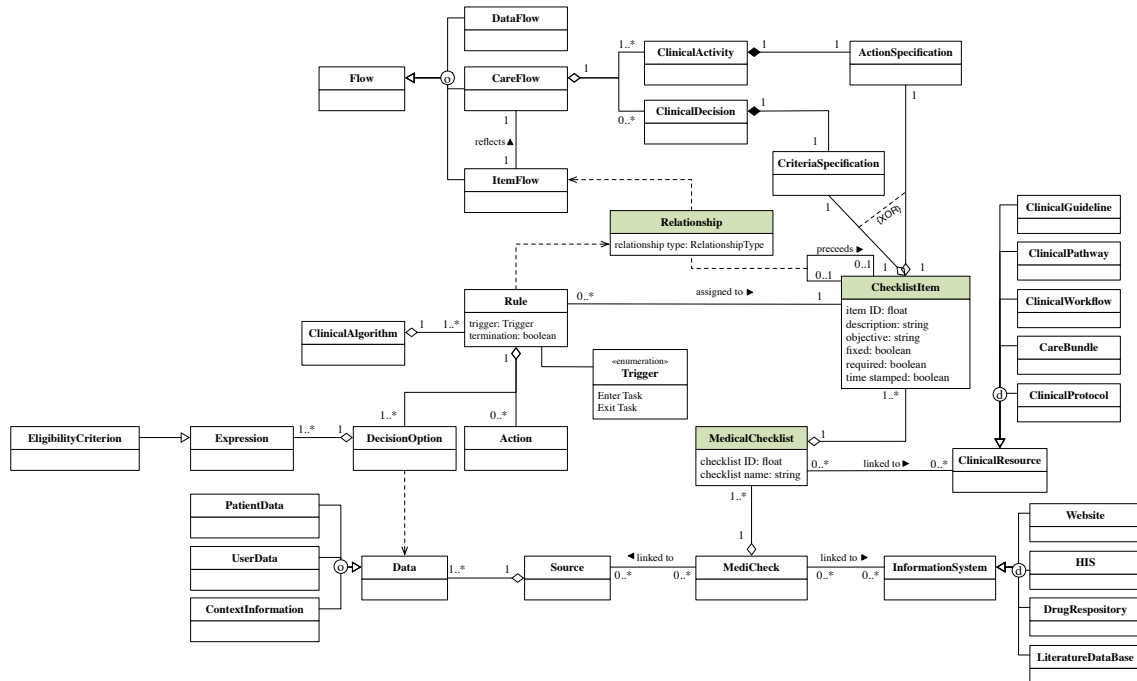 DataFlow
Flow
o
CareFlow
1
1..*
ClinicalActivity
1
1
ActionSpecification
1
0..*
ClinicalDecision
1
1
reflects ▲
1
1
CriteriaSpecification
ItemFlow
1
{XOR}
Relationship
relationship type: RelationshipType
preceeds ▶
0..1
0..1
1
1
ChecklistItem
item ID: float
description: string
objective: string
fixed: boolean
required: boolean
time stamped: boolean
1..*
ClinicalGuideline
ClinicalPathway
ClinicalWorkflow
CareBundle
d
ClinicalProtocol
ClinicalResource
Rule
trigger: Trigger
termination: boolean
0..*
assigned to ▶
1
ClinicalAlgorithm
1
1..*
1
«enumeration»
Trigger
Enter Task
Exit Task
1..*
0..*
EligibilityCriterion
Expression
1..*
1
DecisionOption
Action
MedicalChecklist
checklist ID: float
checklist name: string
1
0..*
linked to ▶
0..*
1..*
1
PatientData
UserData
ContextInformation
o
Data
1..*
1
Source
◀ linked to
0..*
0..*
MediCheck
linked to ▶
0..*
0..*
InformationSystem
d
Website
HIS
DrugRespository
LiteratureDataBase